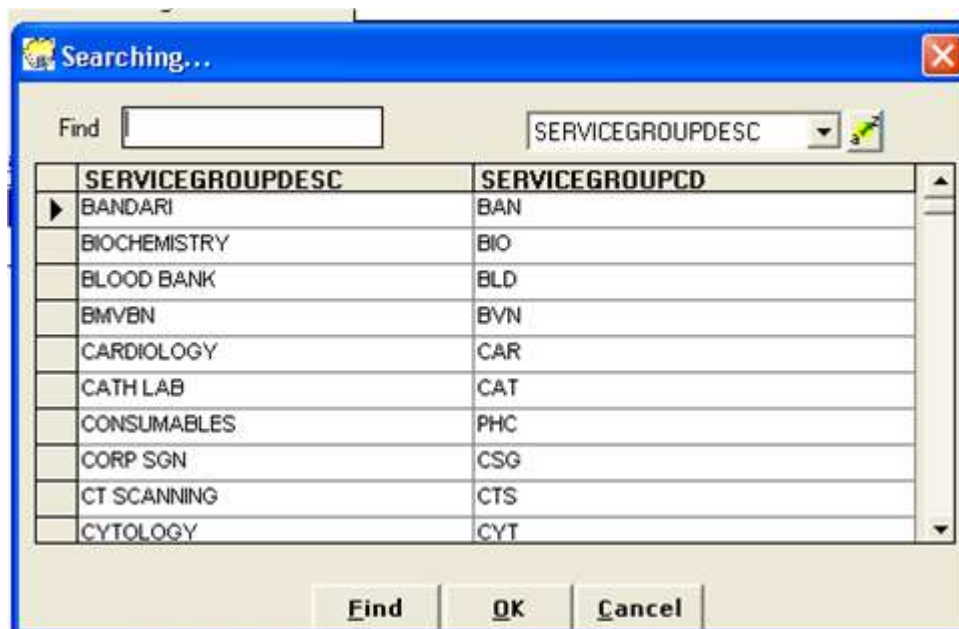 Searching...
Find SERVICEGROUPDESC
SERVICEGROUPDESC SERVICEGROUPCD
BANDARI BAN
BIOCHEMISTRY BIO
BLOOD BANK BLD
BMVBN BVN
CARDIOLOGY CAR
CATH LAB CAT
CONSUMABLES PHC
CORP SGN CSG
CT SCANNING CTS
CYTOLOGY CYT
Find OK Cancel